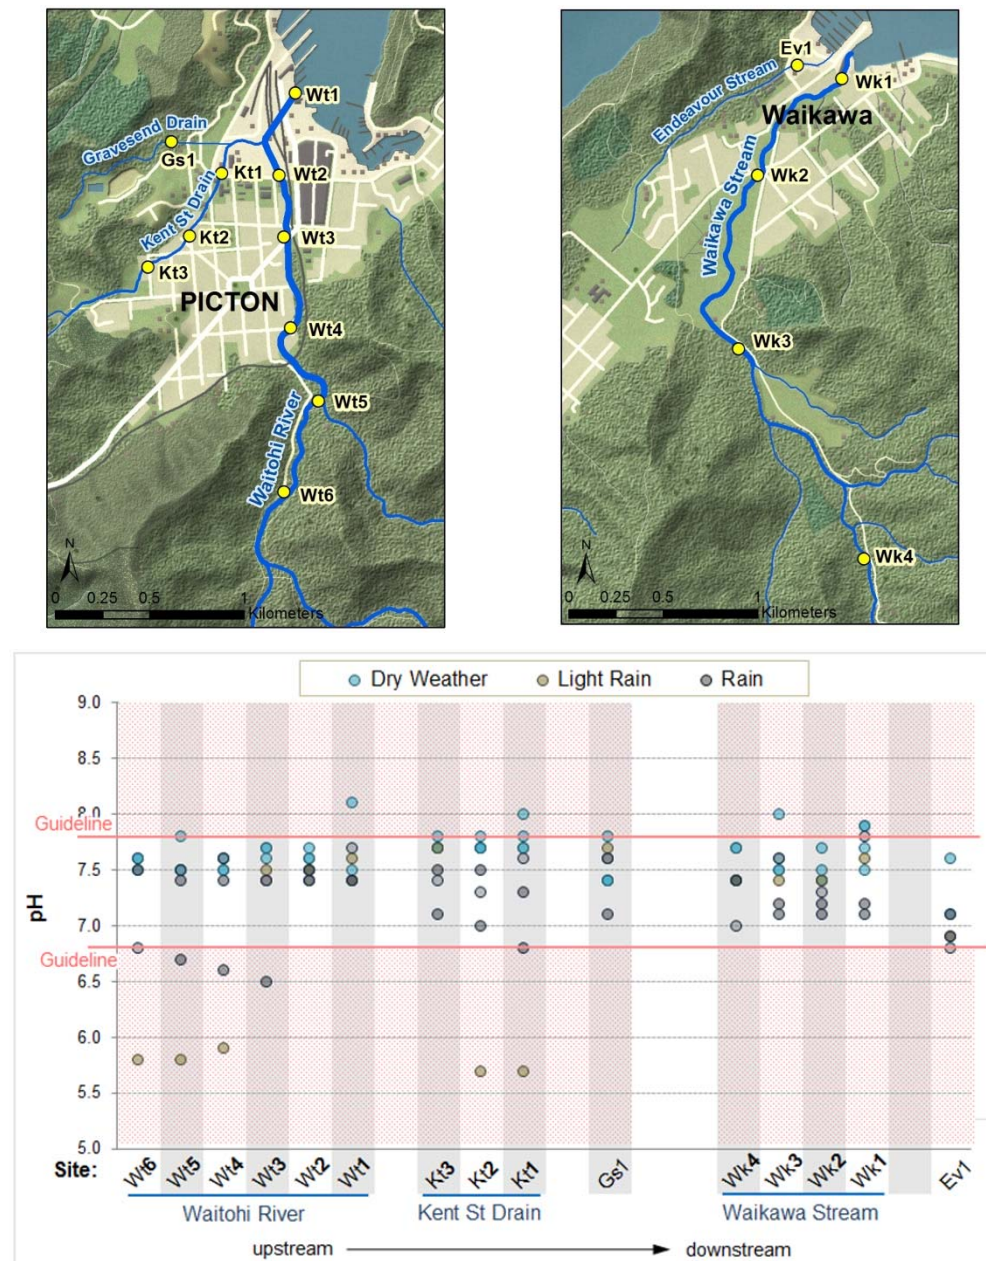 Gravesend Drain
Gs1
Kent St Drain
Kt1
Kt2
Kt3
PICTON
Wt1
Wt2
Wt3
Wt4
Wt5
Waitohi River
Wt6
N
0 0.25 0.5 1
Kilometers
Ev1
Endeavour Stream
Wk1
Waikawa
Waikawa Stream
Wk2
Wk3
Wk4
N
0 0.25 0.5 1
Kilometers
Dry Weather Light Rain Rain
9.0
8.5
8.0
Guideline
7.5
pH
7.0
Guideline
6.5
6.0
5.5
5.0
Site: Wt6 Wt5 Wt4 Wt3 Wt2 Wt1 Kt3 Kt2 Kt1 Gs1 Wk4 Wk3 Wk2 Wk1 Ev1
Waitohi River Kent St Drain Waikawa Stream
upstream downstream